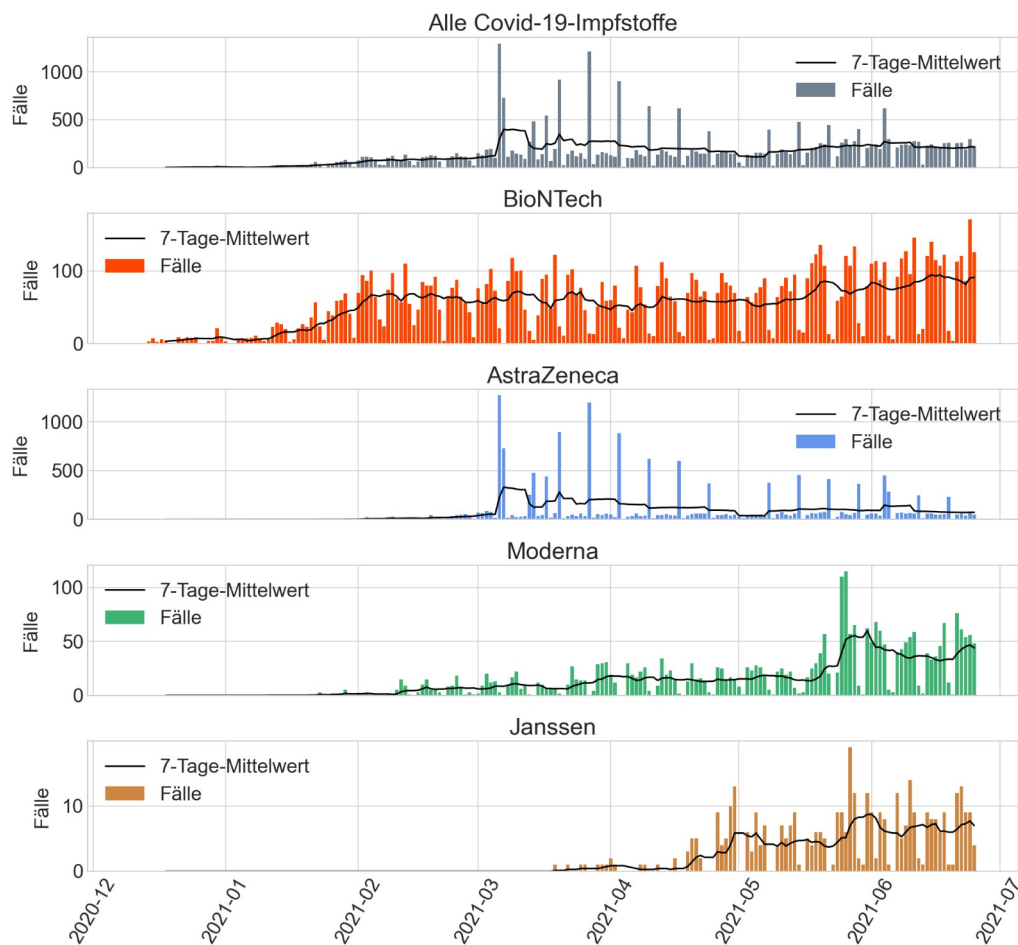 Alle Covid-19-Impfstoffe
Fälle
1000
500
0
7-Tage-Mittelwert
Fälle
BioNTech
Fälle
100
0
7-Tage-Mittelwert
Fälle
AstraZeneca
Fälle
1000
500
0
7-Tage-Mittelwert
Fälle
Moderna
Fälle
100
50
0
7-Tage-Mittelwert
Fälle
Janssen
Fälle
10
0
7-Tage-Mittelwert
Fälle
2020-12
2021-01
2021-02
2021-03
2021-04
2021-05
2021-06
2021-07